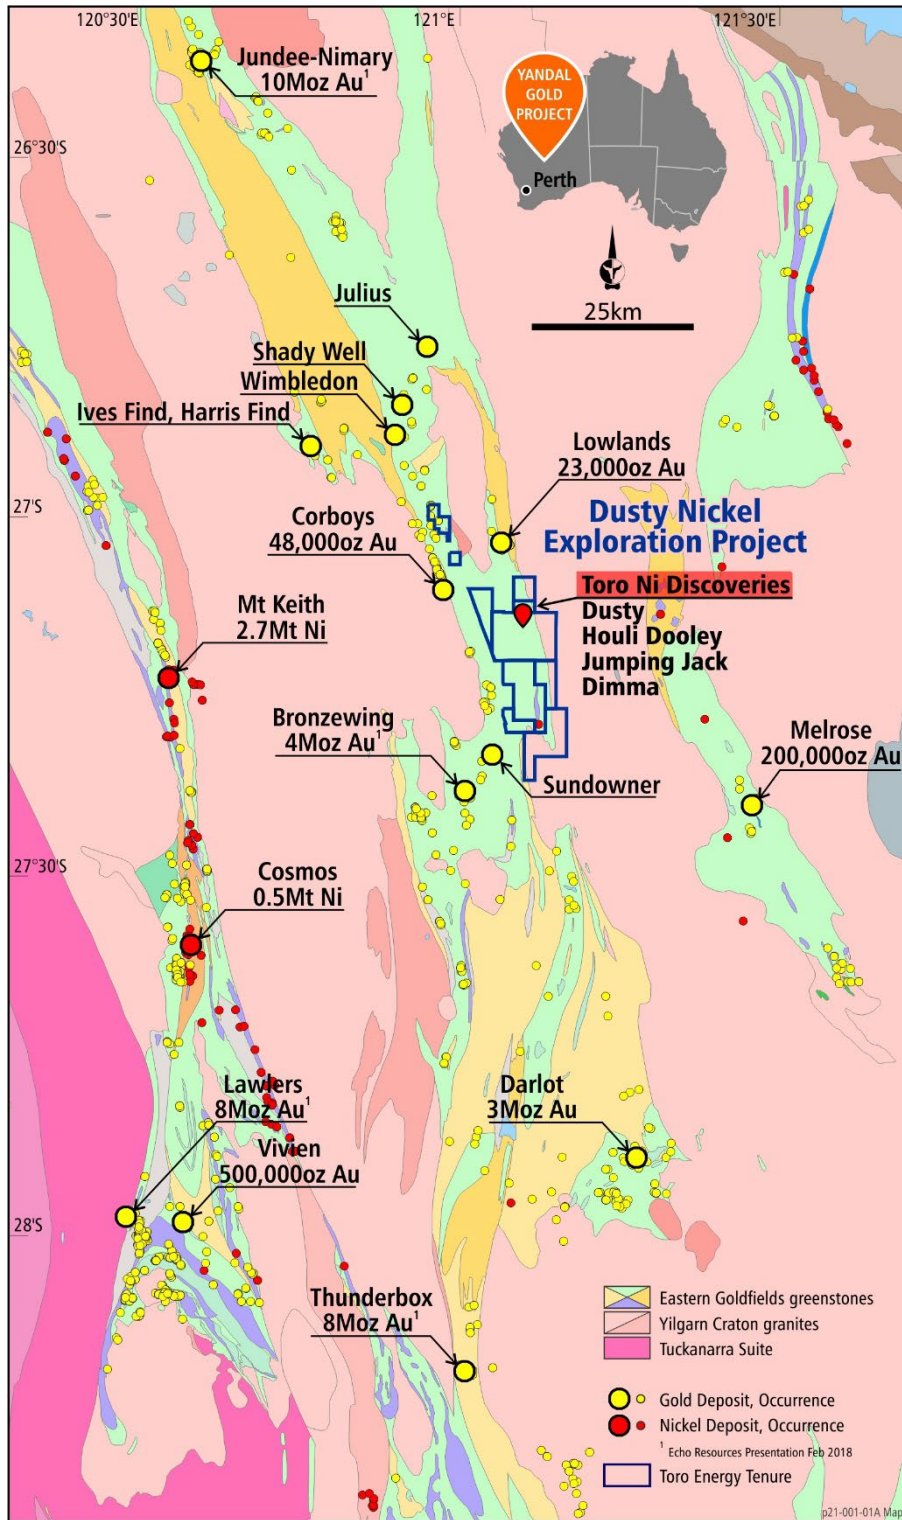 120°30'E
121°E
121°30'E
Jundee-Nimary
10Moz Au¹
YANDAL
GOLD
PROJECT
Perth
26°30'S
25km
Julius
Shady Well
Wimbledon
Ives Find, Harris Find
Lowlands
23,000oz Au
27°S
Dusty Nickel
Exploration Project
Corboys
48,000oz Au
Toro Ni Discoveries
Dusty
Houli Dooley
Jumping Jack
Dimma
Mt Keith
2.7Mt Ni
Bronzewing
4Moz Au¹
Melrose
200,000oz Au
Sundowner
27°30'S
Cosmos
0.5Mt Ni
Lawlers
8Moz Au¹
Darlot
3Moz Au
Vivien
500,000oz Au
28°S
Thunderbox
8Moz Au¹
Eastern Goldfields greenstones
Yilgarn Craton granites
Tuckanarra Suite
Gold Deposit, Occurrence
Nickel Deposit, Occurrence
¹ Echo Resources Presentation Feb 2018
Toro Energy Tenure
p21-001-01A Map